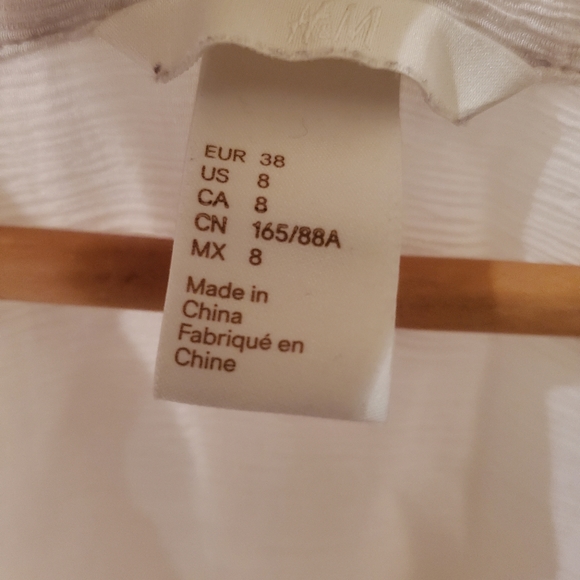 H&M
EUR 38
US 8
CA 8
CN 165/88A
MX 8
Made in
China
Fabriqué en
Chine